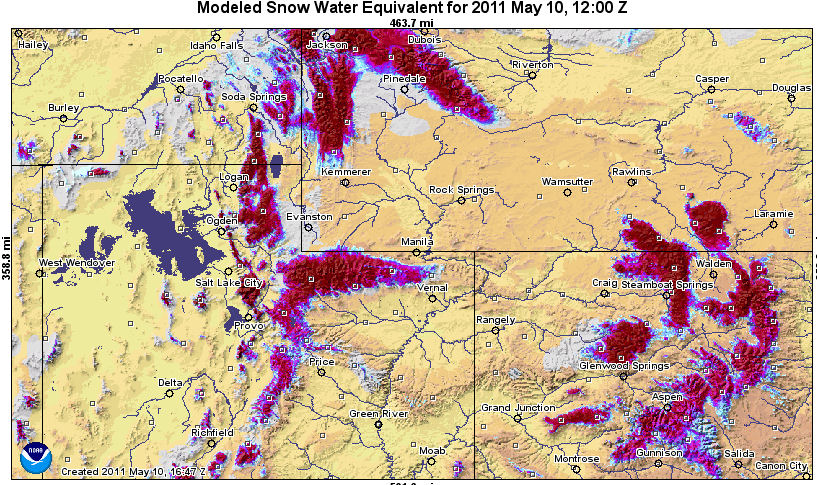 Modeled Snow Water Equivalent for 2011 May 10, 12:00 Z
463.7 mi
Hailey
Idaho Falls
Jackson
Dubois
Riverton
Pocatello
Pinedale
Casper
Douglas
Soda Springs
Burley
Logan
Kemmerer
Rock Springs
Wamsutter
Rawlins
Ogden
Evanston
Laramie
Manila
358.8 mi
West Wendover
Salt Lake City
Vernal
Walden
Craig
Steamboat Springs
Provo
Rangely
Price
Glenwood Springs
Delta
Aspen
Green River
Grand Junction
Richfield
Moab
Montrose
Gunnison
Salida
Canon City
NOAA
Created 2011 May 10, 16:47 Z